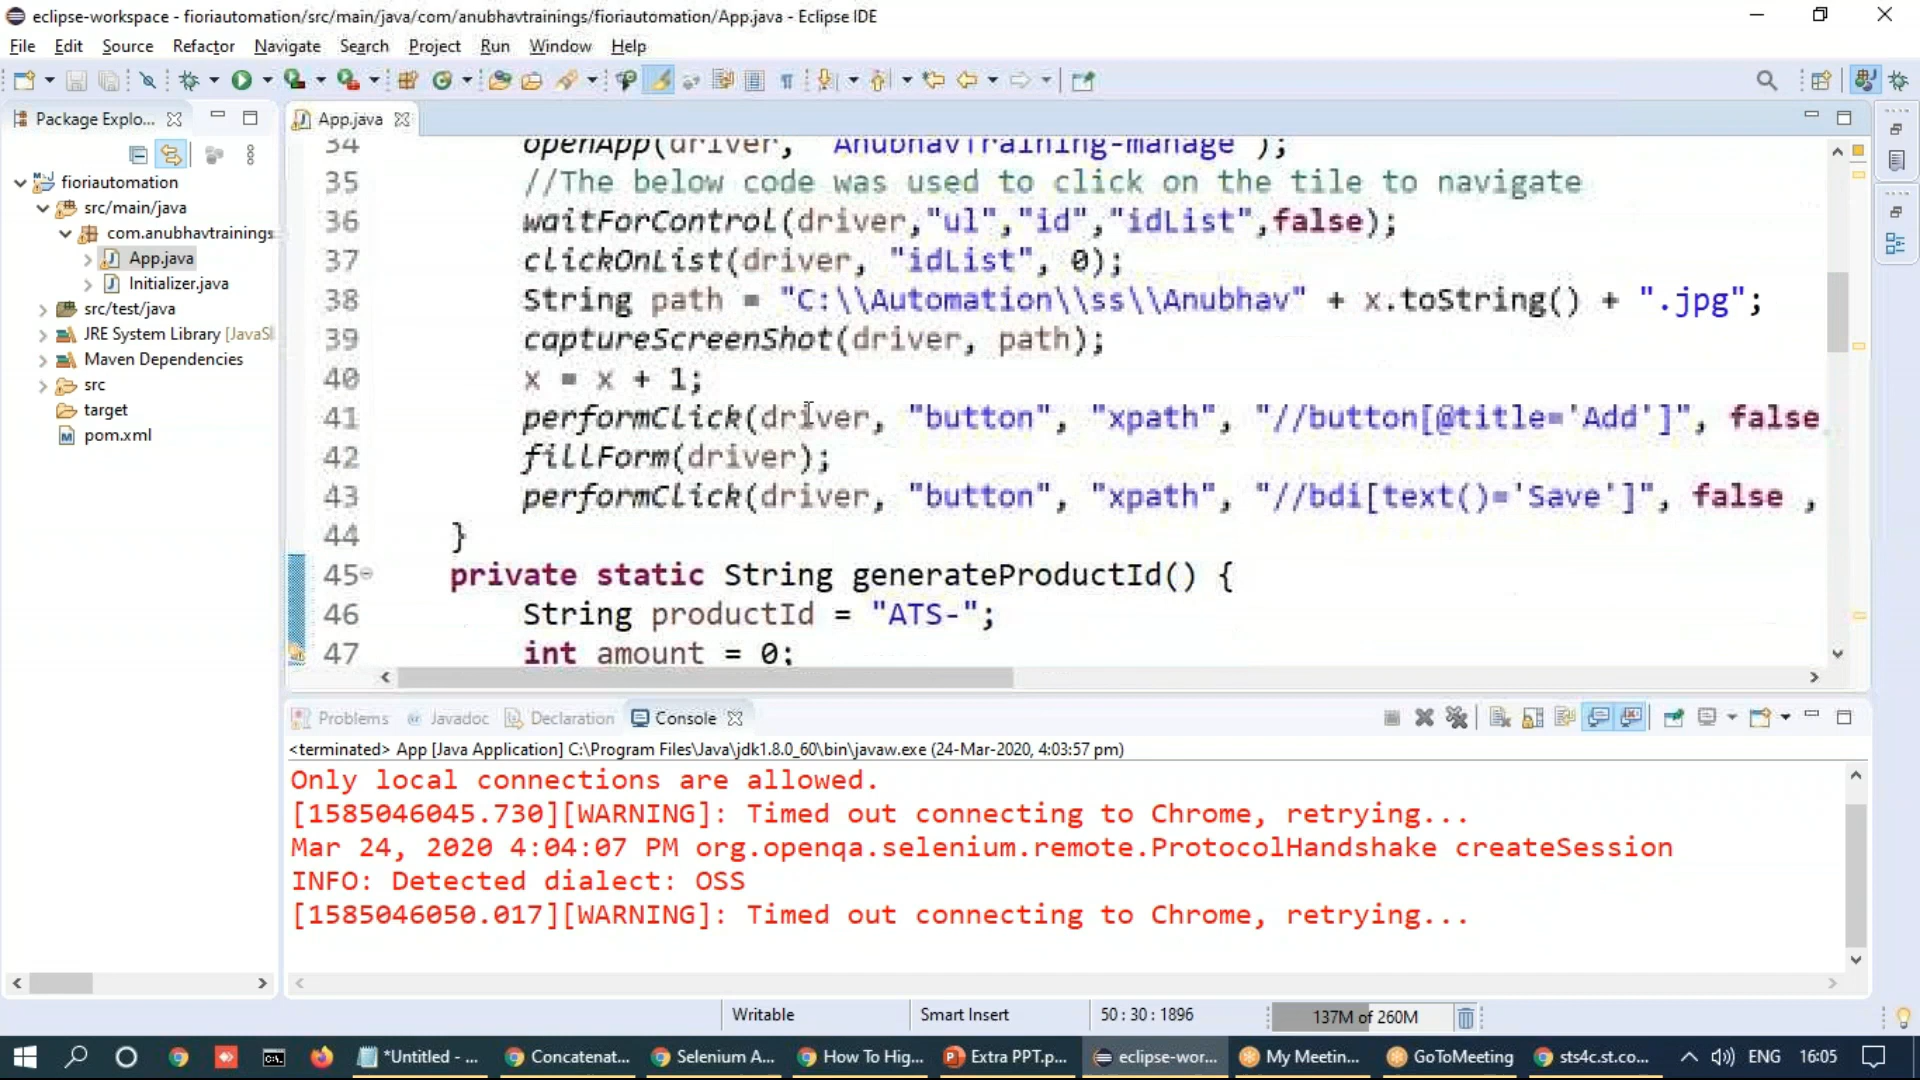 eclipse-workspace - fioriautomation/src/main/java/com/anubhavtrainings/fioriautomation/App.java - Eclipse IDE
File Edit Source Refactor Navigate Search Project Run Window Help
Package Explo...
fioriautomation
src/main/java
com.anubhavtrainings
App.java
Initializer.java
src/test/java
JRE System Library [JavaS
Maven Dependencies
src
target
pom.xml
App.java
34 openApp(driver, "AnubhavTraining-manage");
35 //The below code was used to click on the tile to navigate
36 waitForControl(driver,"ul","id","idList",false);
37 clickOnList(driver, "idList", 0);
38 String path = "C:\\Automation\\ss\\Anubhav" + x.toString() + ".jpg";
39 captureScreenShot(driver, path);
40 x = x + 1;
41 performClick(driver, "button", "xpath", "//button[@title='Add']", false
42 fillForm(driver);
43 performClick(driver, "button", "xpath", "//bdi[text()='Save']", false ,
44 }
45 private static String generateProductId() {
46 String productId = "ATS-";
47 int amount = 0;
Problems Javadoc Declaration Console
<terminated> App [Java Application] C:\Program Files\Java\jdk1.8.0_60\bin\javaw.exe (24-Mar-2020, 4:03:57 pm)
Only local connections are allowed.
[1585046045.730][WARNING]: Timed out connecting to Chrome, retrying...
Mar 24, 2020 4:04:07 PM org.openqa.selenium.remote.ProtocolHandshake createSession
INFO: Detected dialect: OSS
[1585046050.017][WARNING]: Timed out connecting to Chrome, retrying...
Writable Smart Insert 50 : 30 : 1896 137M of 260M
*Untitled - ... Concatenat... Selenium A... How To Hig... Extra PPT.p... eclipse-wor... My Meetin... GoToMeeting sts4c.st.co... ENG 16:05